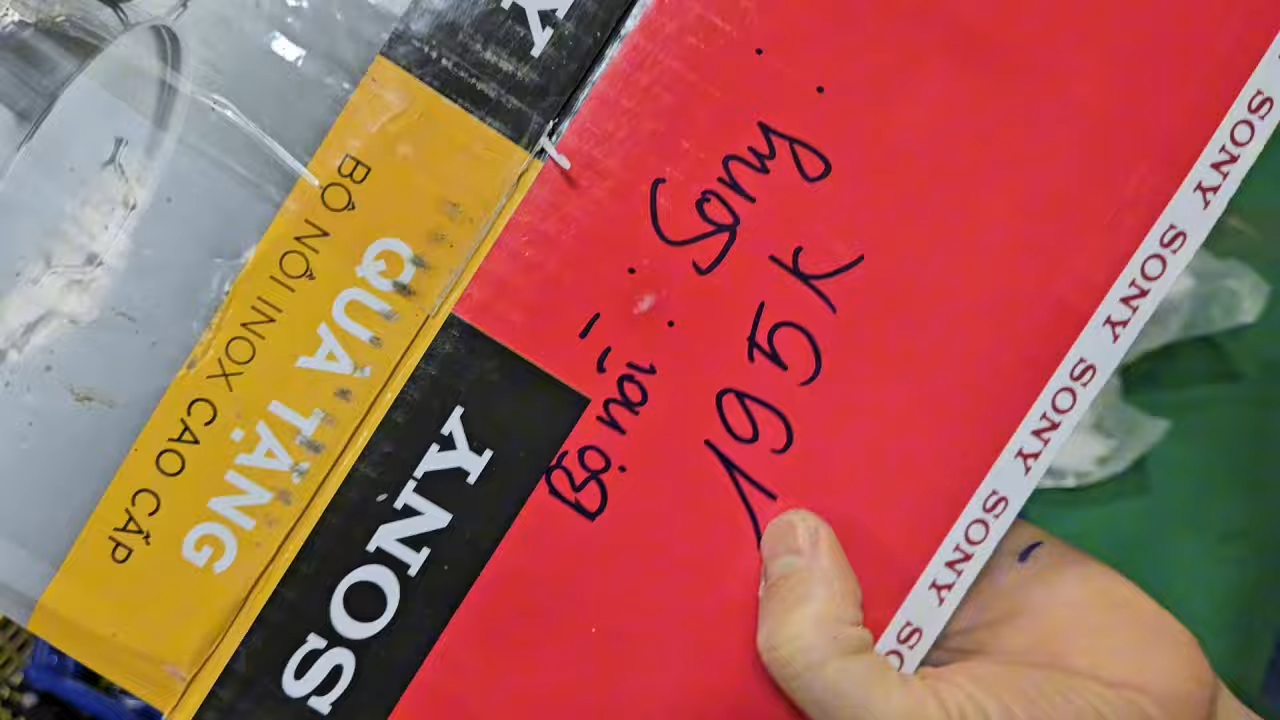 Y
BỘ NỒI INOX CAO CẤP
QUÀ TẶNG
SONY
Bộ nồi Sony
195K
SONY SONY SONY SONY SONY SONY